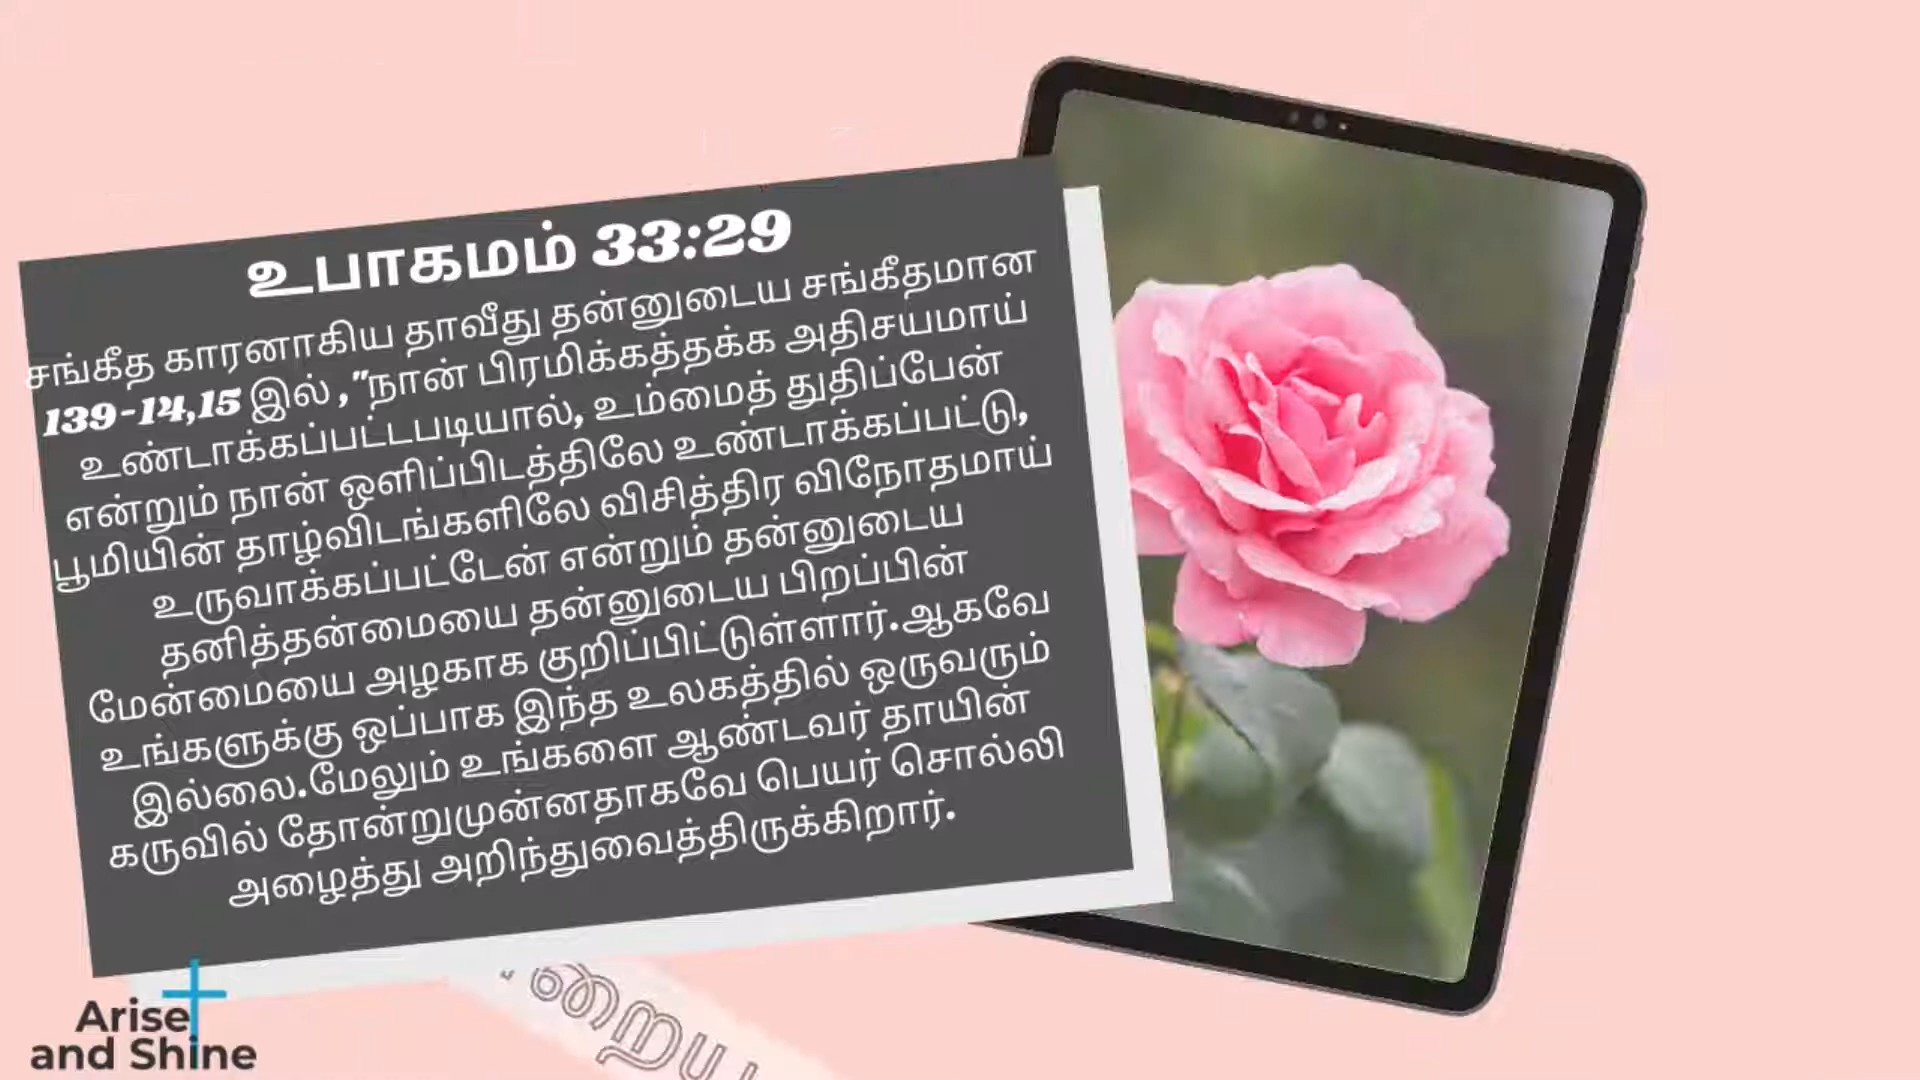 உபாகமம் 33:29
சங்கீத காரனாகிய தாவீது தன்னுடைய சங்கீதமான
139-14,15 இல் ,"நான் பிரமிக்கத்தக்க அதிசயமாய்
உண்டாக்கப்பட்டபடியால், உம்மைத் துதிப்பேன்
என்றும் நான் ஒளிப்பிடத்திலே உண்டாக்கப்பட்டு,
பூமியின் தாழ்விடங்களிலே விசித்திர விநோதமாய்
உருவாக்கப்பட்டேன் என்றும் தன்னுடைய
தனித்தன்மையை தன்னுடைய பிறப்பின்
மேன்மையை அழகாக குறிப்பிட்டுள்ளார்.ஆகவே
உங்களுக்கு ஒப்பாக இந்த உலகத்தில் ஒருவரும்
இல்லை.மேலும் உங்களை ஆண்டவர் தாயின்
கருவில் தோன்றுமுன்னதாகவே பெயர் சொல்லி
அழைத்து அறிந்துவைத்திருக்கிறார்.
Arise
and Shine